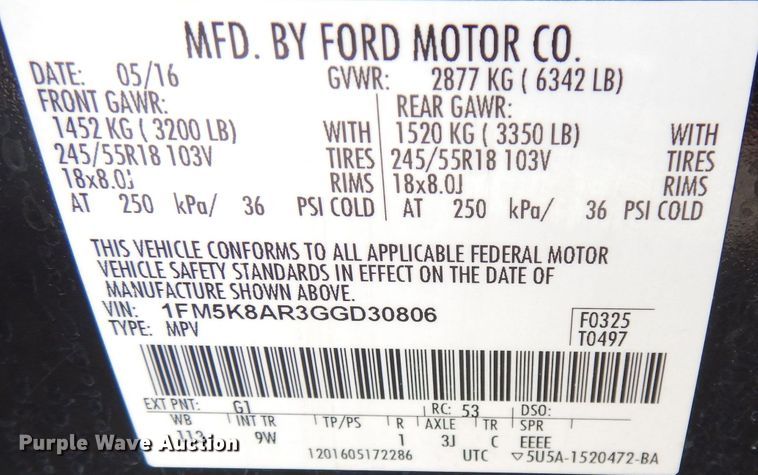 MFD. BY FORD MOTOR CO.
DATE: 05/16 GVWR: 2877 KG ( 6342 LB)
FRONT GAWR: REAR GAWR:
1452 KG ( 3200 LB) WITH 1520 KG ( 3350 LB) WITH
245/55R18 103V TIRES 245/55R18 103V TIRES
18x8.0J RIMS 18x8.0J RIMS
AT 250 kPa/ 36 PSI COLD AT 250 kPa/ 36 PSI COLD
THIS VEHICLE CONFORMS TO ALL APPLICABLE FEDERAL MOTOR
VEHICLE SAFETY STANDARDS IN EFFECT ON THE DATE OF
MANUFACTURE SHOWN ABOVE.
VIN: 1FM5K8AR3GGD30806 F0325
TYPE: MPV T0497
EXT PNT: G1 RC: 53 DSO:
WB INT TR TP/PS R AXLE TR SPR
9W 1 3J C EEEE
1201605172286 UTC ▽5U5A-1520472-BA
Purple Wave Auction